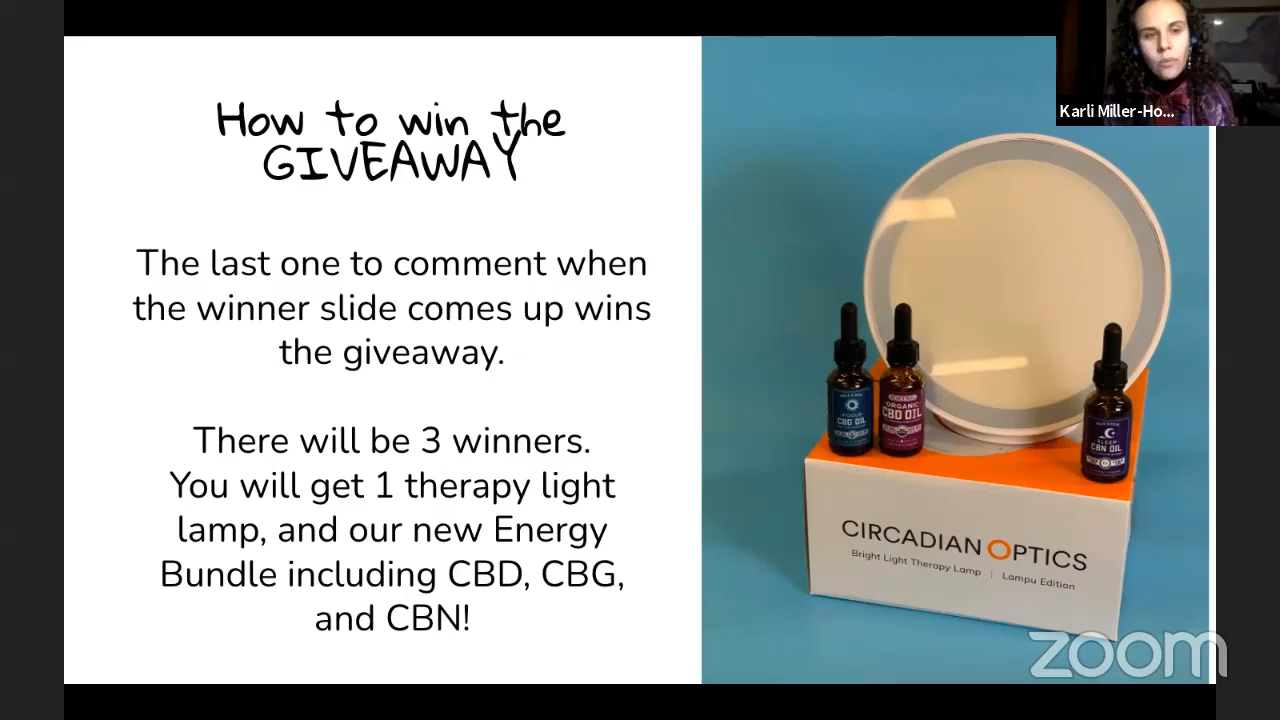 Karli Miller-Ho...
How to win the
GIVEAWAY
The last one to comment when
the winner slide comes up wins
the giveaway.
There will be 3 winners.
You will get 1 therapy light
lamp, and our new Energy
Bundle including CBD, CBG,
and CBN!
FOCUS
CBG OIL
ORGANIC
CBD OIL
SLEEP
CBN OIL
CIRCADIAN OPTICS
Bright Light Therapy Lamp | Lampu Edition
zoom